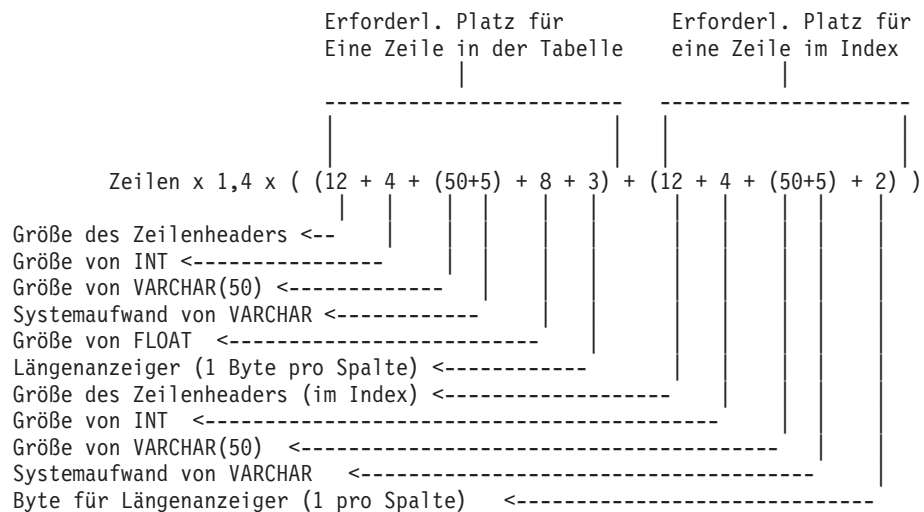 Erforderl. Platz für Erforderl. Platz für
Eine Zeile in der Tabelle eine Zeile im Index
Zeilen x 1,4 x ( (12 + 4 + (50+5) + 8 + 3) + (12 + 4 + (50+5) + 2) )
Größe des Zeilenheaders <--
Größe von INT <----------------
Größe von VARCHAR(50) <-------------
Systemaufwand von VARCHAR <------------
Größe von FLOAT <--------------------------
Längenanzeiger (1 Byte pro Spalte) <------------
Größe des Zeilenheaders (im Index) <-------------------
Größe von INT <-------------------------------------------
Größe von VARCHAR(50) <----------------------------------------
Systemaufwand von VARCHAR <--------------------------------------
Byte für Längenanzeiger (1 pro Spalte) <------------------------------